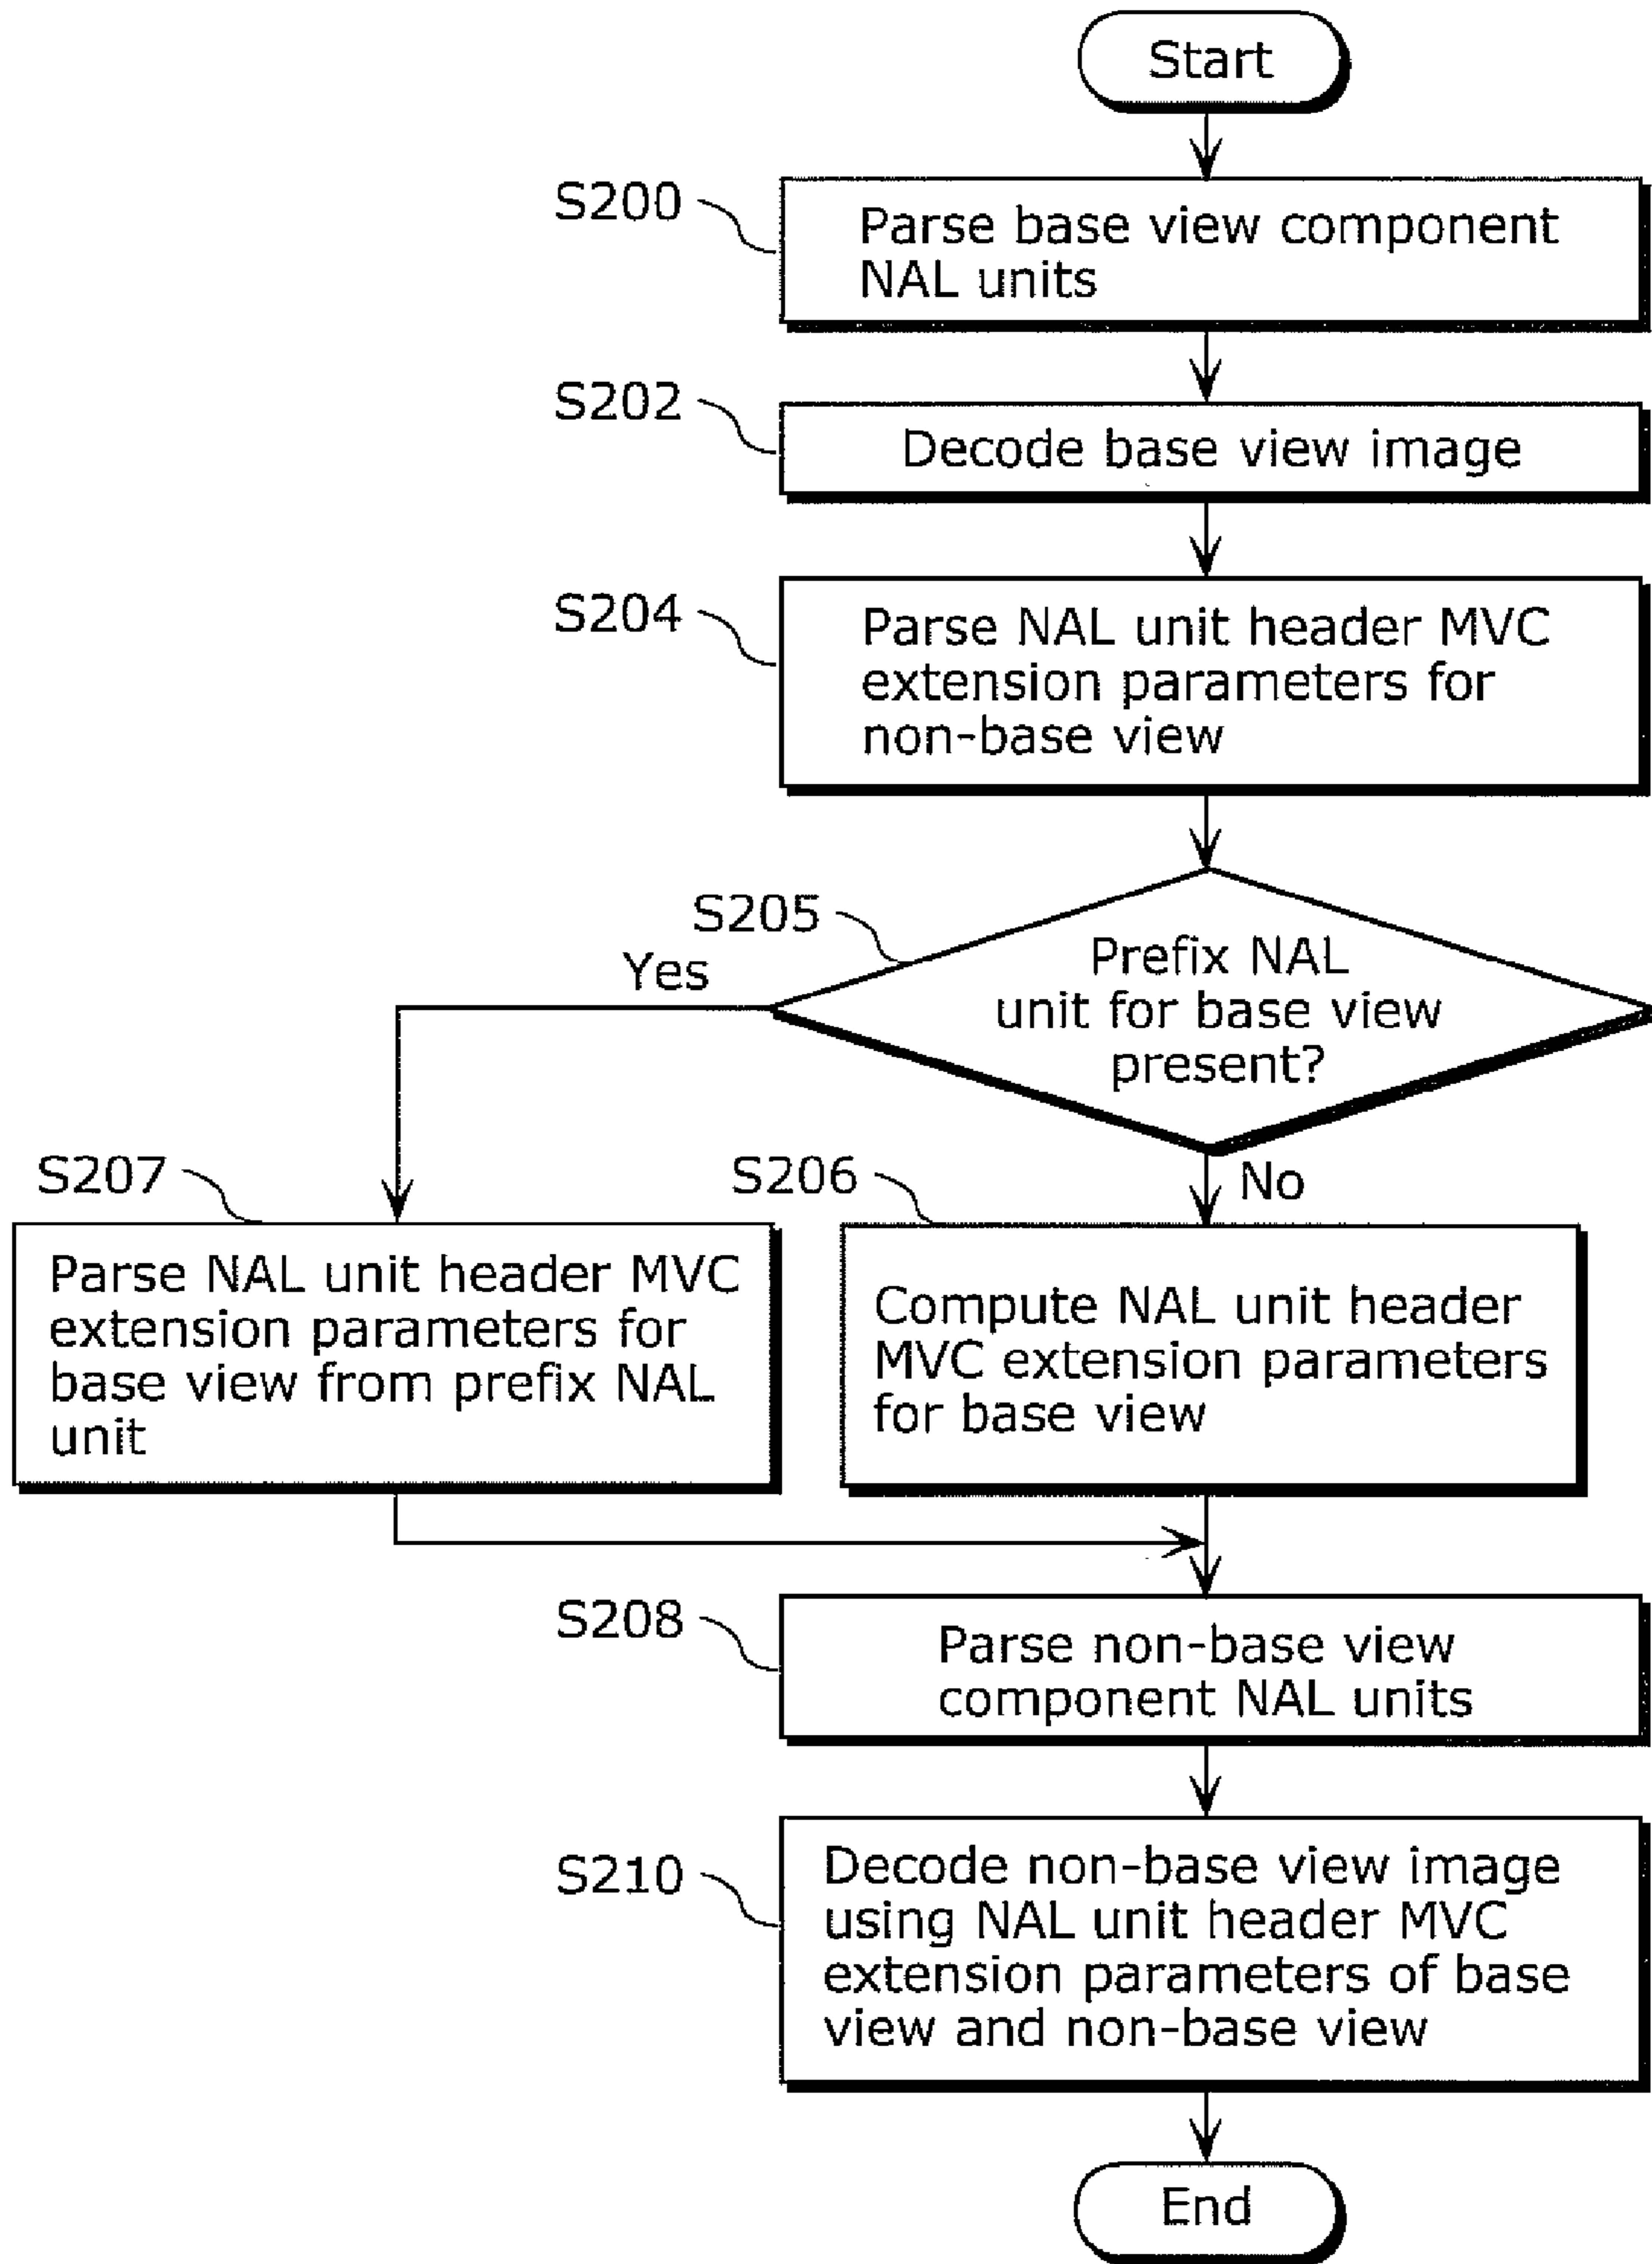 Start
S200
Parse base view component
NAL units
S202
Decode base view image
S204
Parse NAL unit header MVC
extension parameters for
non-base view
S205
Prefix NAL
unit for base view
present?
Yes
No
S207
Parse NAL unit header MVC
extension parameters for
base view from prefix NAL
unit
S206
Compute NAL unit header
MVC extension parameters
for base view
S208
Parse non-base view
component NAL units
S210
Decode non-base view image
using NAL unit header MVC
extension parameters of base
view and non-base view
End